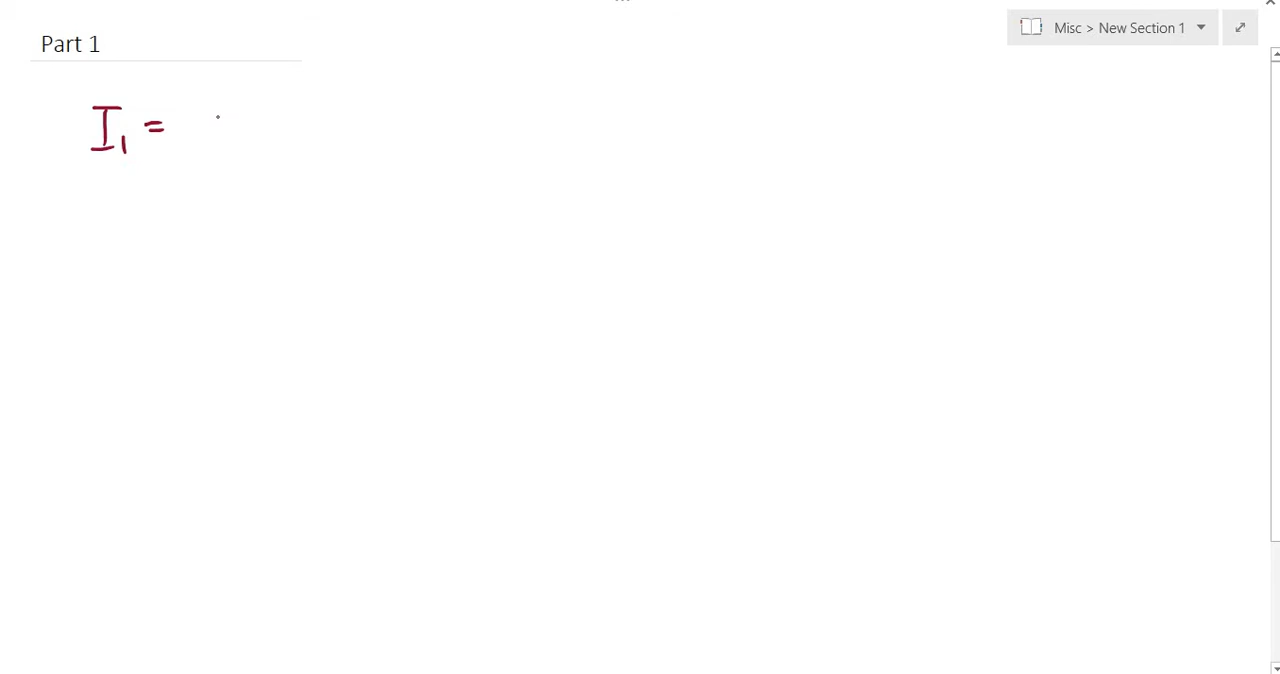 Misc > New Section 1
Part 1
I₁ =